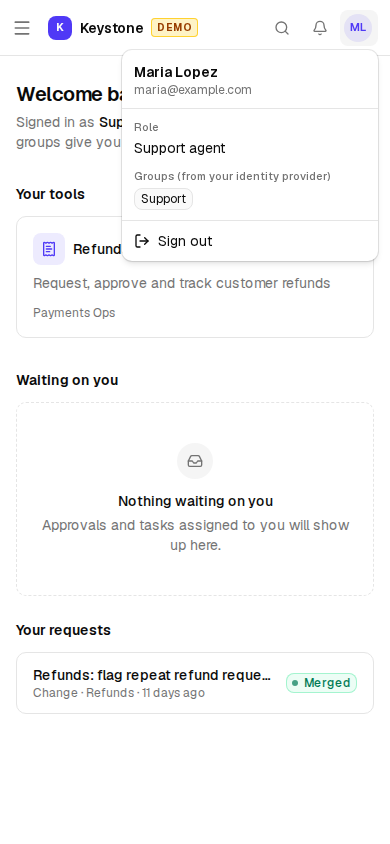 K Keystone DEMO ML
Maria Lopez
maria@example.com
Role
Support agent
Groups (from your identity provider)
Support
Sign out
Welcome
Signed in as
groups give you
Your tools
Refund
Request, approve and track customer refunds
Payments Ops
Waiting on you
Nothing waiting on you
Approvals and tasks assigned to you will show
up here.
Your requests
Refunds: flag repeat refund reque...
Change · Refunds · 11 days ago
Merged